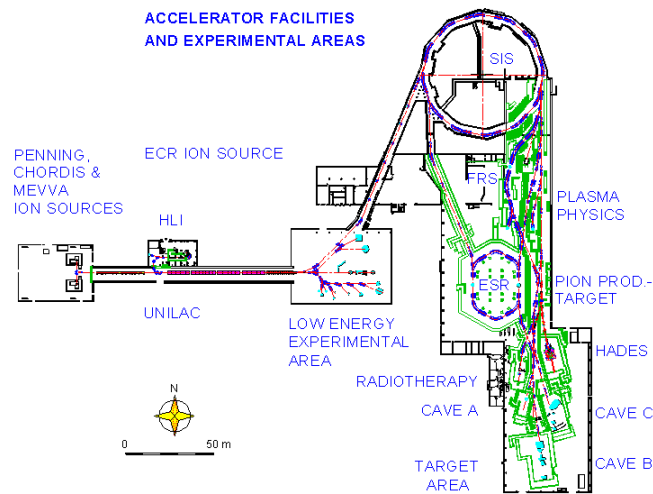 ACCELERATOR FACILITIES
AND EXPERIMENTAL AREAS
SIS
PENNING,
CHORDIS &
MEVVA
ION SOURCES
ECR ION SOURCE
FRS
PLASMA
PHYSICS
HLI
ESR
PION PROD.-
TARGET
UNILAC
LOW ENERGY
EXPERIMENTAL
AREA
HADES
RADIOTHERAPY
CAVE A
CAVE C
N
0 50 m
TARGET
AREA
CAVE B